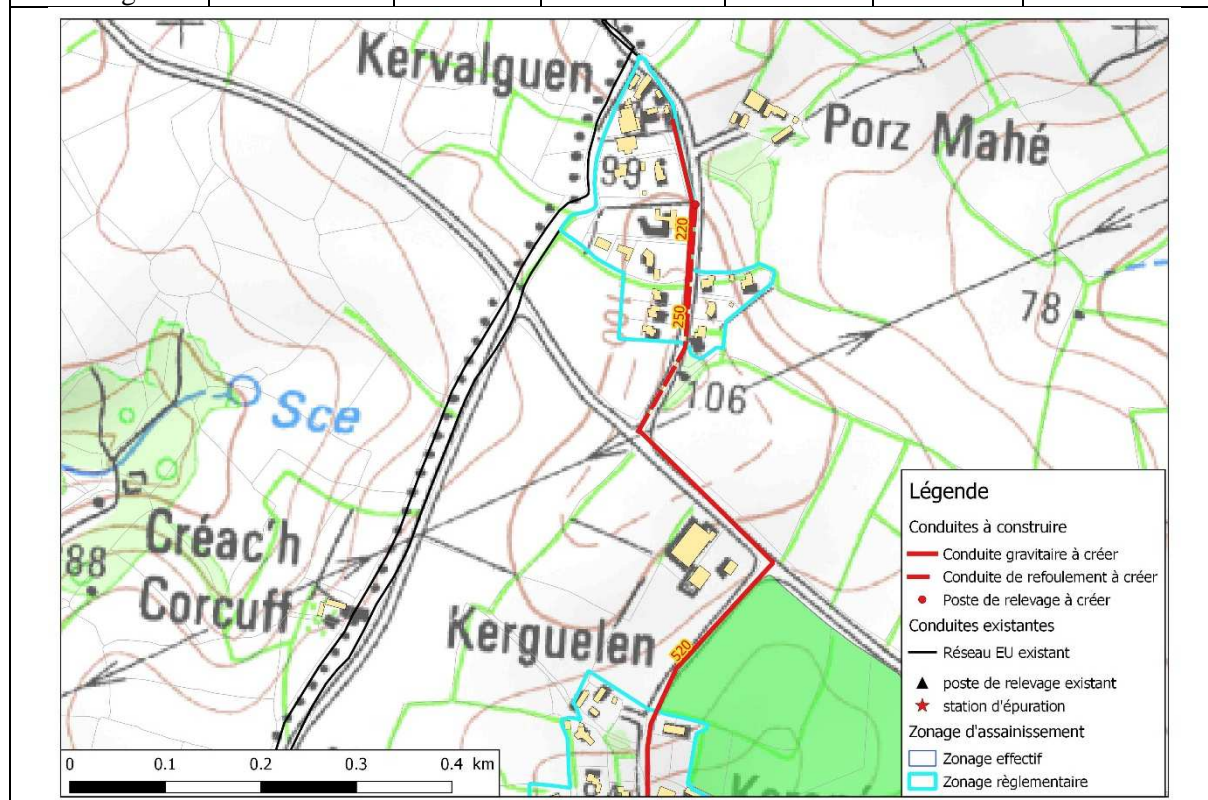 Kervalguen
Porz Mahé
99
220
250
78
106
Sce
Créac'h
Corcuff
88
Kerguelen
520
Légende
Conduites à construire
Conduite gravitaire à créer
Conduite de refoulement à créer
Poste de relevage à créer
Conduites existantes
Réseau EU existant
poste de relevage existant
station d'épuration
Zonage d'assainissement
Zonage effectif
Zonage règlementaire
0 0.1 0.2 0.3 0.4 km